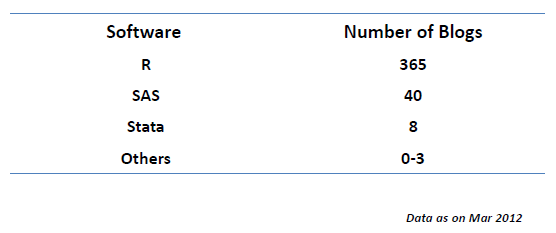 Software Number of Blogs
R 365
SAS 40
Stata 8
Others 0-3
Data as on Mar 2012